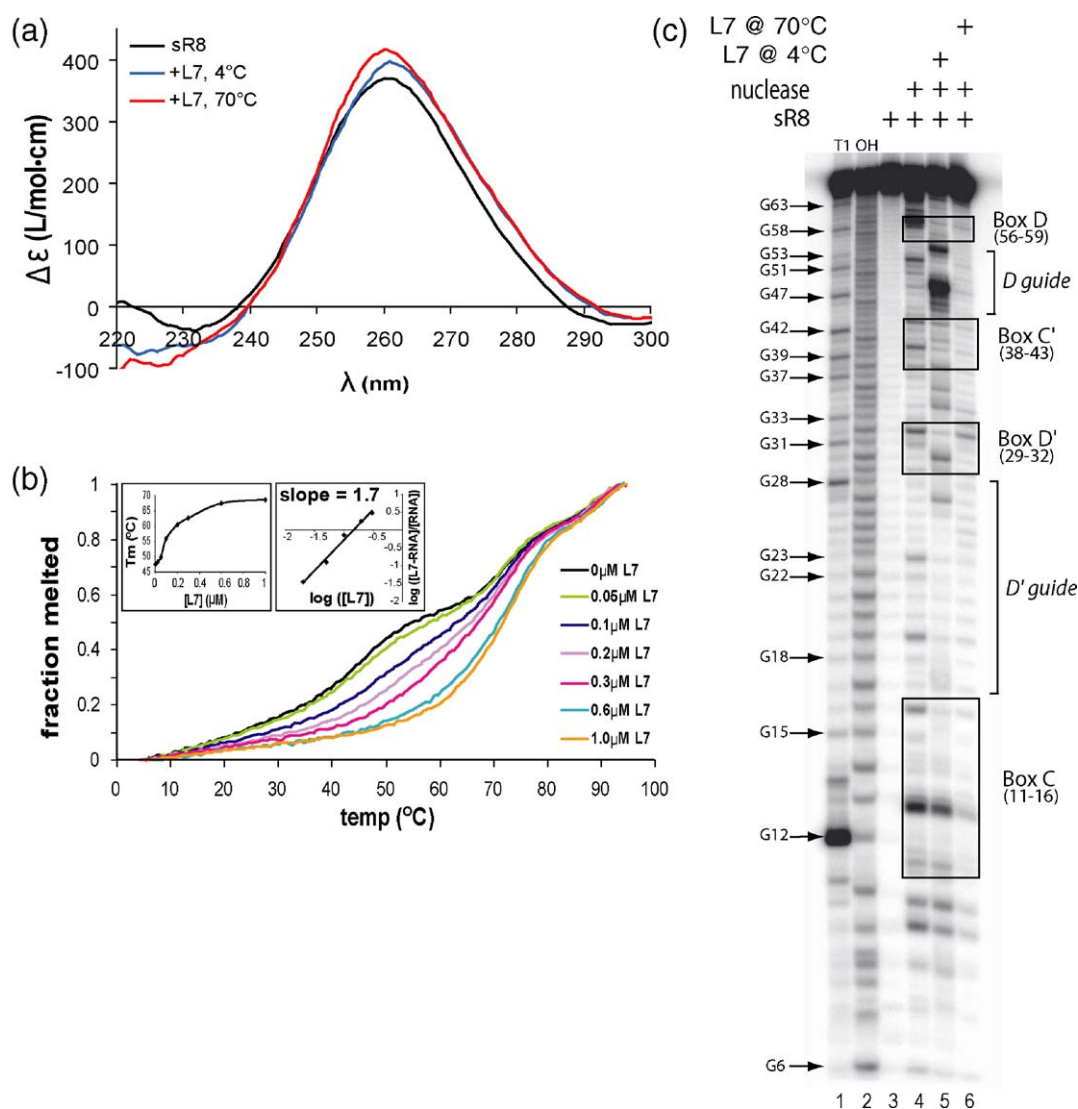 (a)
sR8
+L7, 4°C
+L7, 70°C
Δε (L/mol•cm)
400
300
200
100
0
-100
220
230
240
250
260
270
280
290
300
λ (nm)
(b)
fraction melted
1
0.8
0.6
0.4
0.2
0
0
10
20
30
40
50
60
70
80
90
100
temp (°C)
Tm (°C)
70
65
60
55
50
45
0
0.2
0.4
0.6
0.8
1
[L7] (µM)
slope = 1.7
-2
-1.5
-1
-0.5
1
0.5
0
-0.5
-1
-1.5
-2
log ([L7])
log ([L7-RNA]/[RNA])
0µM L7
0.05µM L7
0.1µM L7
0.2µM L7
0.3µM L7
0.6µM L7
1.0µM L7
(c)
L7 @ 70°C +
L7 @ 4°C +
nuclease + + +
sR8 + + + +
T1 OH
G63
G58
G53
G51
G47
G42
G39
G37
G33
G31
G28
G23
G22
G18
G15
G12
G6
Box D
(56-59)
D guide
Box C'
(38-43)
Box D'
(29-32)
D' guide
Box C
(11-16)
1 2 3 4 5 6